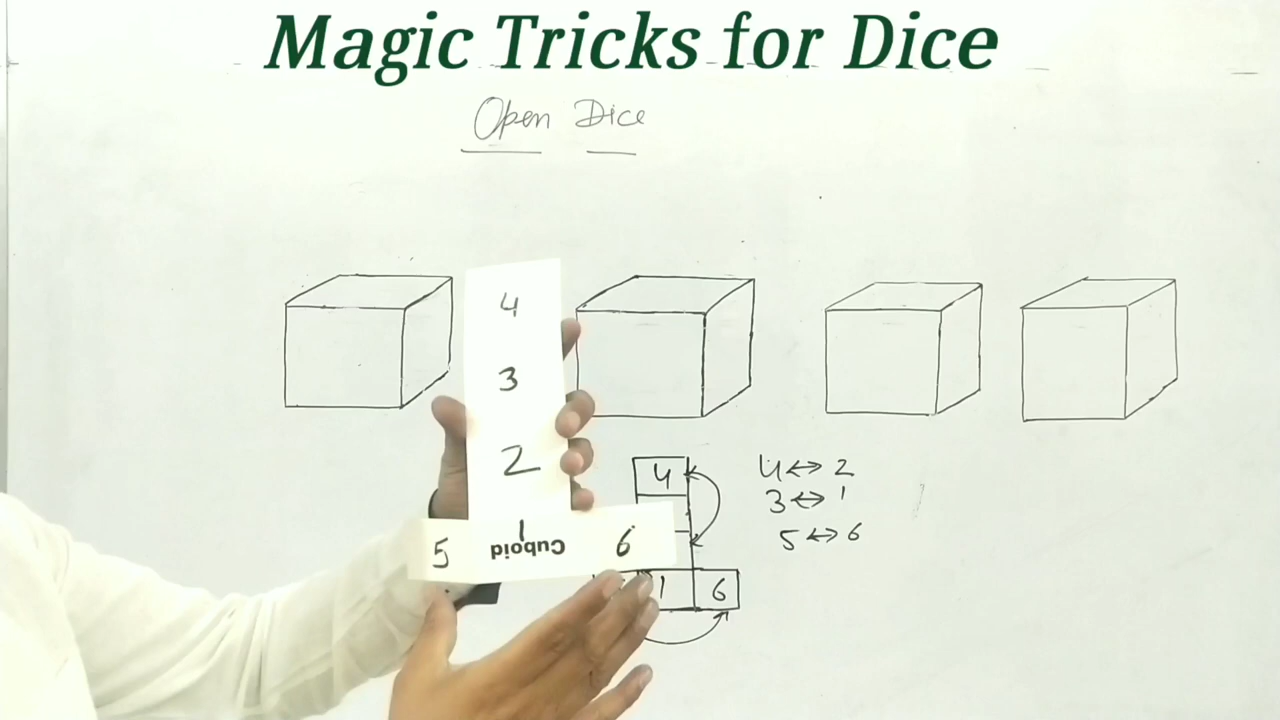 Magic Tricks for Dice
Open Dice
4
3
2
1
5 Cuboid 6
4
1 6
4 ↔ 2
3 ↔ 1
5 ↔ 6